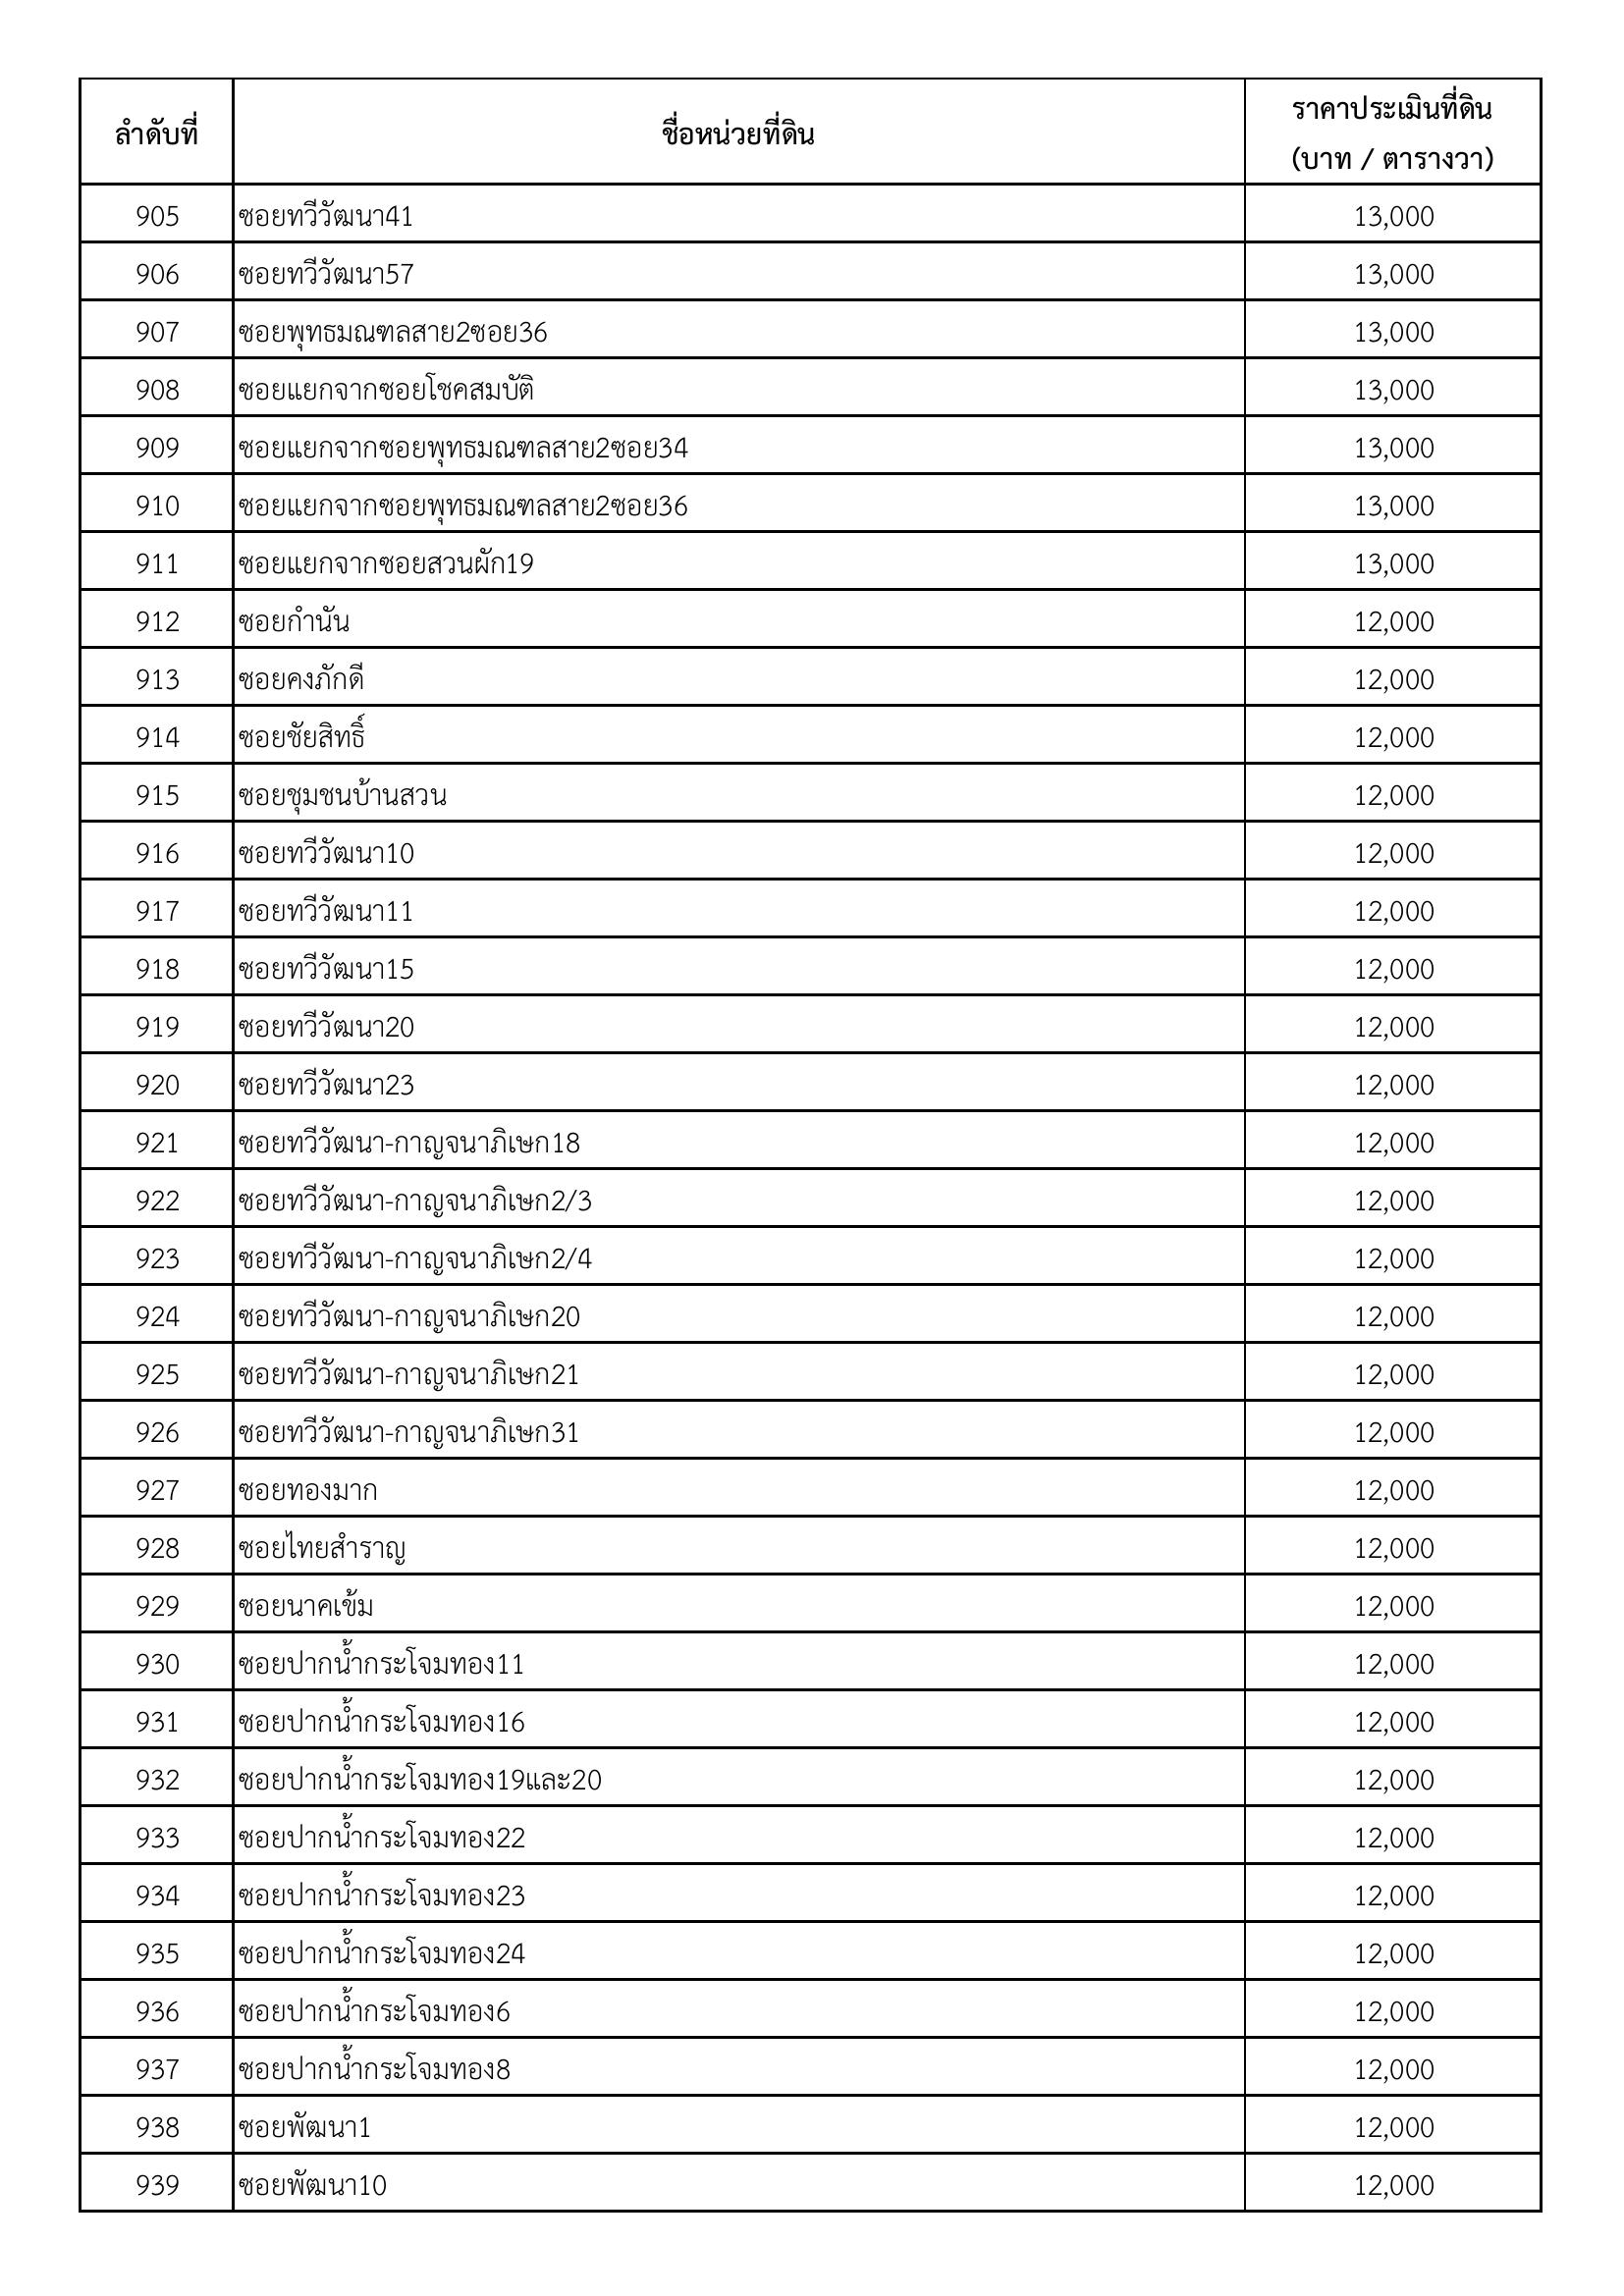 ลำดับที่ ชื่อหน่วยที่ดิน ราคาประเมินที่ดิน
(บาท / ตารางวา)
905 ซอยทวีวัฒนา41 13,000
906 ซอยทวีวัฒนา57 13,000
907 ซอยพุทธมณฑลสาย2ซอย36 13,000
908 ซอยแยกจากซอยโชคสมบัติ 13,000
909 ซอยแยกจากซอยพุทธมณฑลสาย2ซอย34 13,000
910 ซอยแยกจากซอยพุทธมณฑลสาย2ซอย36 13,000
911 ซอยแยกจากซอยสวนผัก19 13,000
912 ซอยกำนัน 12,000
913 ซอยคงภักดี 12,000
914 ซอยชัยสิทธิ์ 12,000
915 ซอยชุมชนบ้านสวน 12,000
916 ซอยทวีวัฒนา10 12,000
917 ซอยทวีวัฒนา11 12,000
918 ซอยทวีวัฒนา15 12,000
919 ซอยทวีวัฒนา20 12,000
920 ซอยทวีวัฒนา23 12,000
921 ซอยทวีวัฒนา-กาญจนาภิเษก18 12,000
922 ซอยทวีวัฒนา-กาญจนาภิเษก2/3 12,000
923 ซอยทวีวัฒนา-กาญจนาภิเษก2/4 12,000
924 ซอยทวีวัฒนา-กาญจนาภิเษก20 12,000
925 ซอยทวีวัฒนา-กาญจนาภิเษก21 12,000
926 ซอยทวีวัฒนา-กาญจนาภิเษก31 12,000
927 ซอยทองมาก 12,000
928 ซอยไทยสำราญ 12,000
929 ซอยนาคเข้ม 12,000
930 ซอยปากน้ำกระโจมทอง11 12,000
931 ซอยปากน้ำกระโจมทอง16 12,000
932 ซอยปากน้ำกระโจมทอง19และ20 12,000
933 ซอยปากน้ำกระโจมทอง22 12,000
934 ซอยปากน้ำกระโจมทอง23 12,000
935 ซอยปากน้ำกระโจมทอง24 12,000
936 ซอยปากน้ำกระโจมทอง6 12,000
937 ซอยปากน้ำกระโจมทอง8 12,000
938 ซอยพัฒนา1 12,000
939 ซอยพัฒนา10 12,000